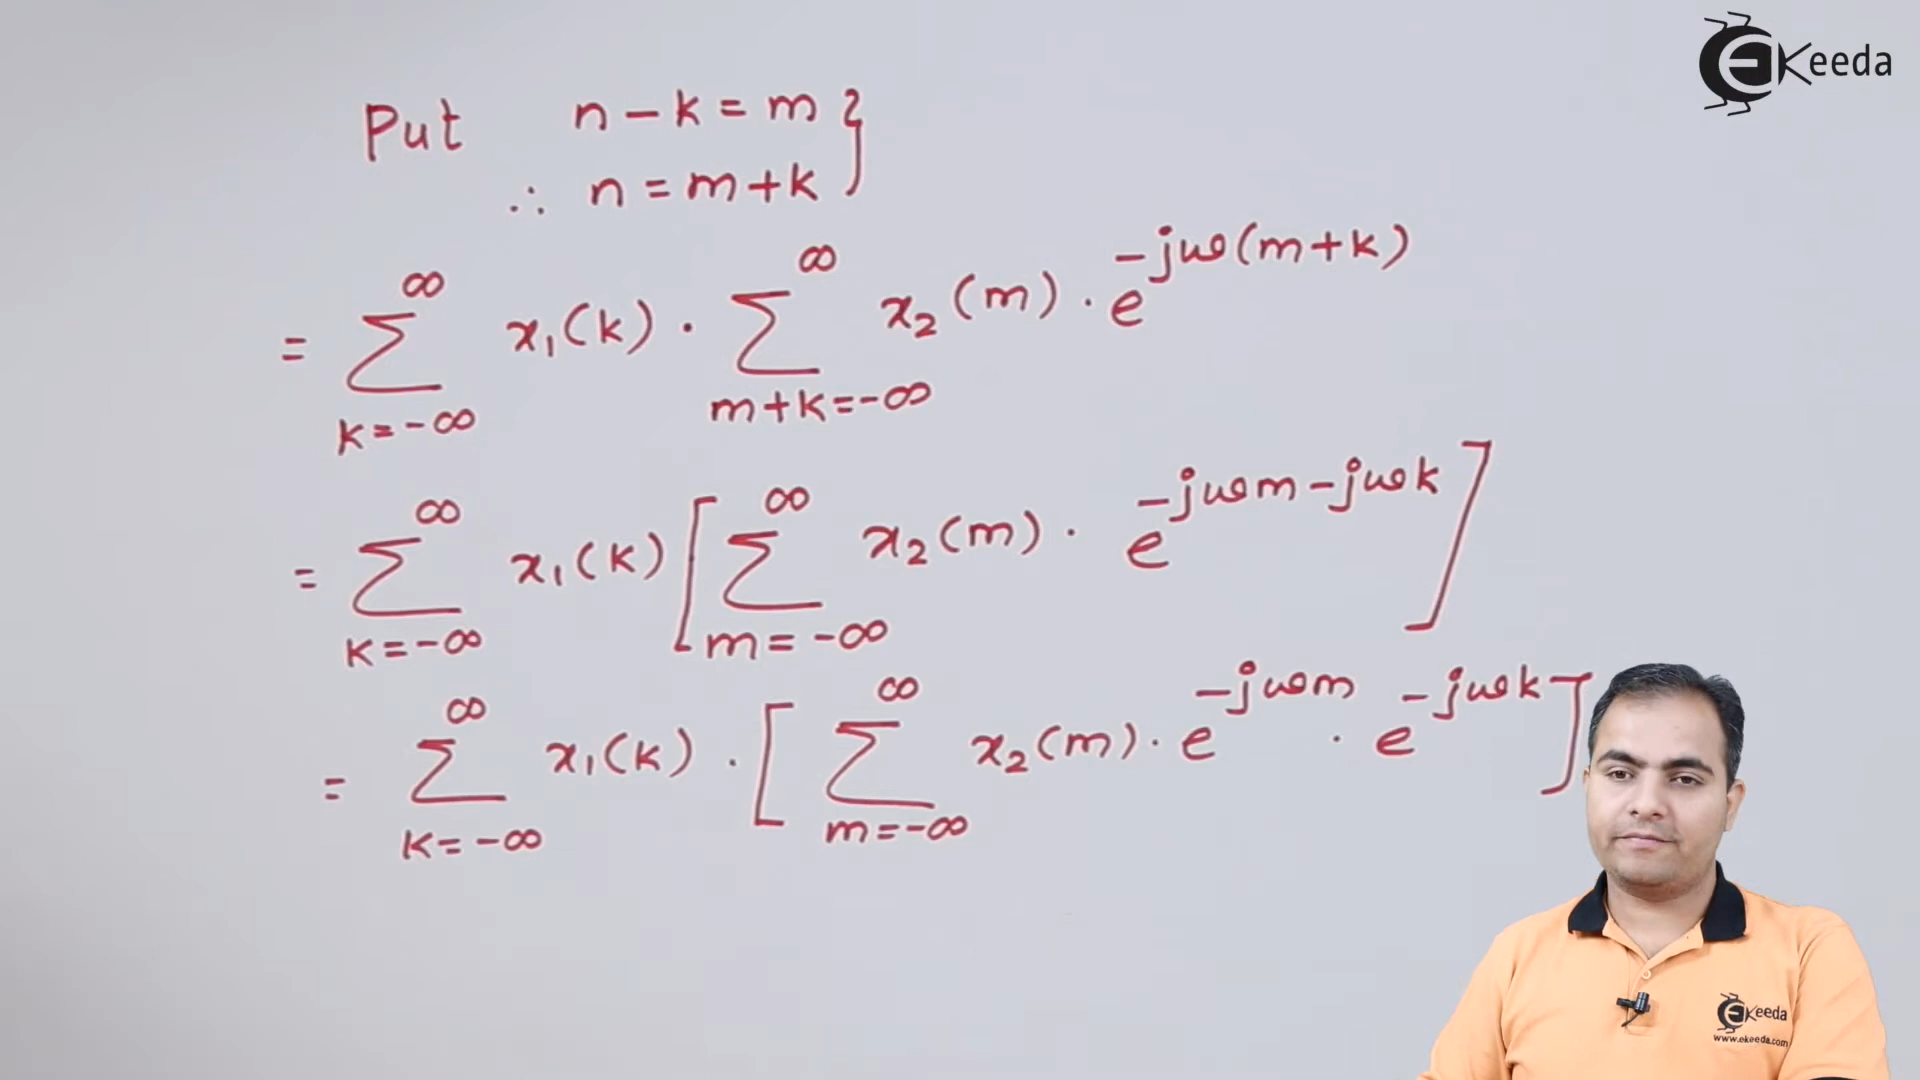 EKeeda
Put n - k = m }
∴ n = m + k
= ∑_{k=-∞}^{∞} x₁(k) · ∑_{m+k=-∞}^{∞} x₂(m) · e^{-jω(m+k)}
= ∑_{k=-∞}^{∞} x₁(k) [ ∑_{m=-∞}^{∞} x₂(m) · e^{-jωm-jωk} ]
= ∑_{k=-∞}^{∞} x₁(k) · [ ∑_{m=-∞}^{∞} x₂(m) · e^{-jωm} · e^{-jωk} ]
EKeeda
www.ekeeda.com